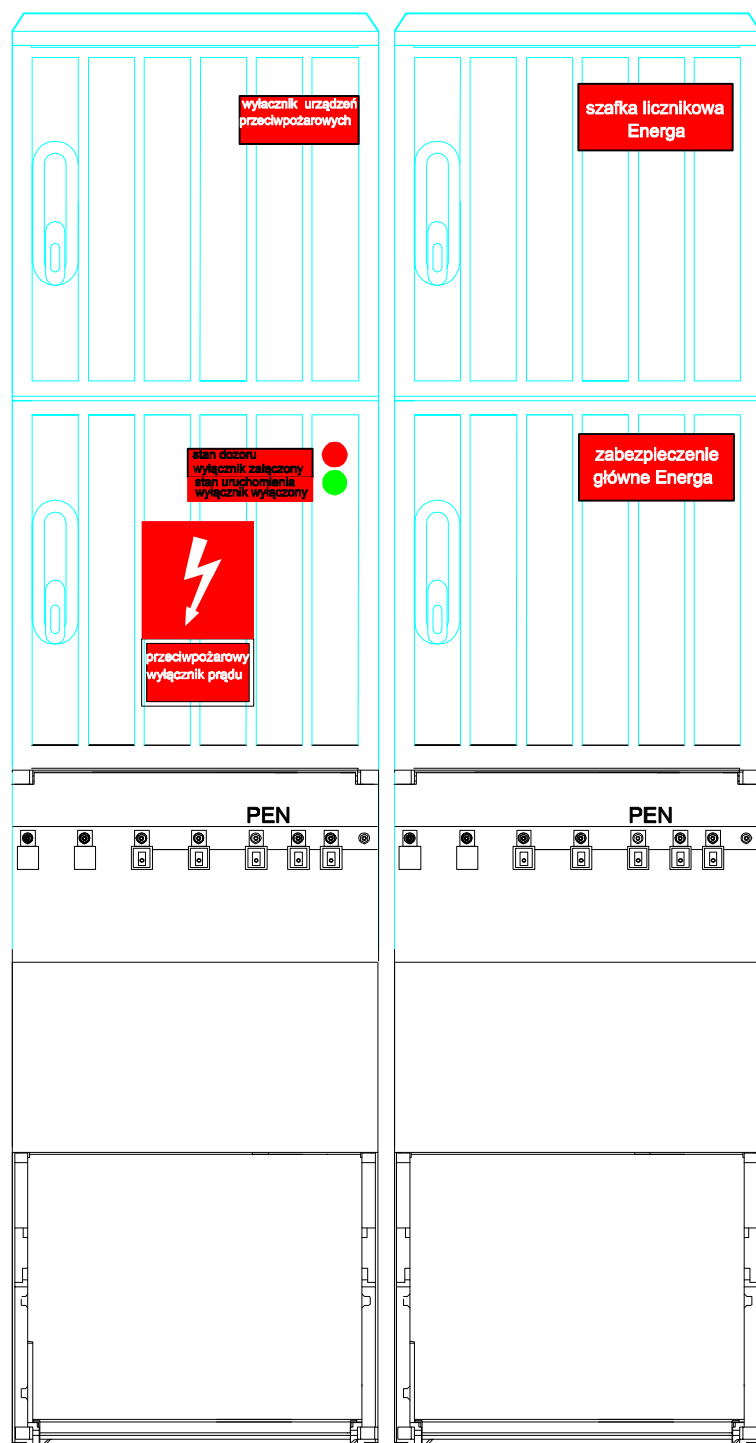 wyłacznik urządzeń
przeciwpożarowych
szafka licznikowa
Energa
stan dozoru
wyłącznik załączony
stan uruchomienia
wyłącznik wyłączony
zabezpieczenie
główne Energa
przeciwpożarowy
wyłącznik prądu
PEN
PEN